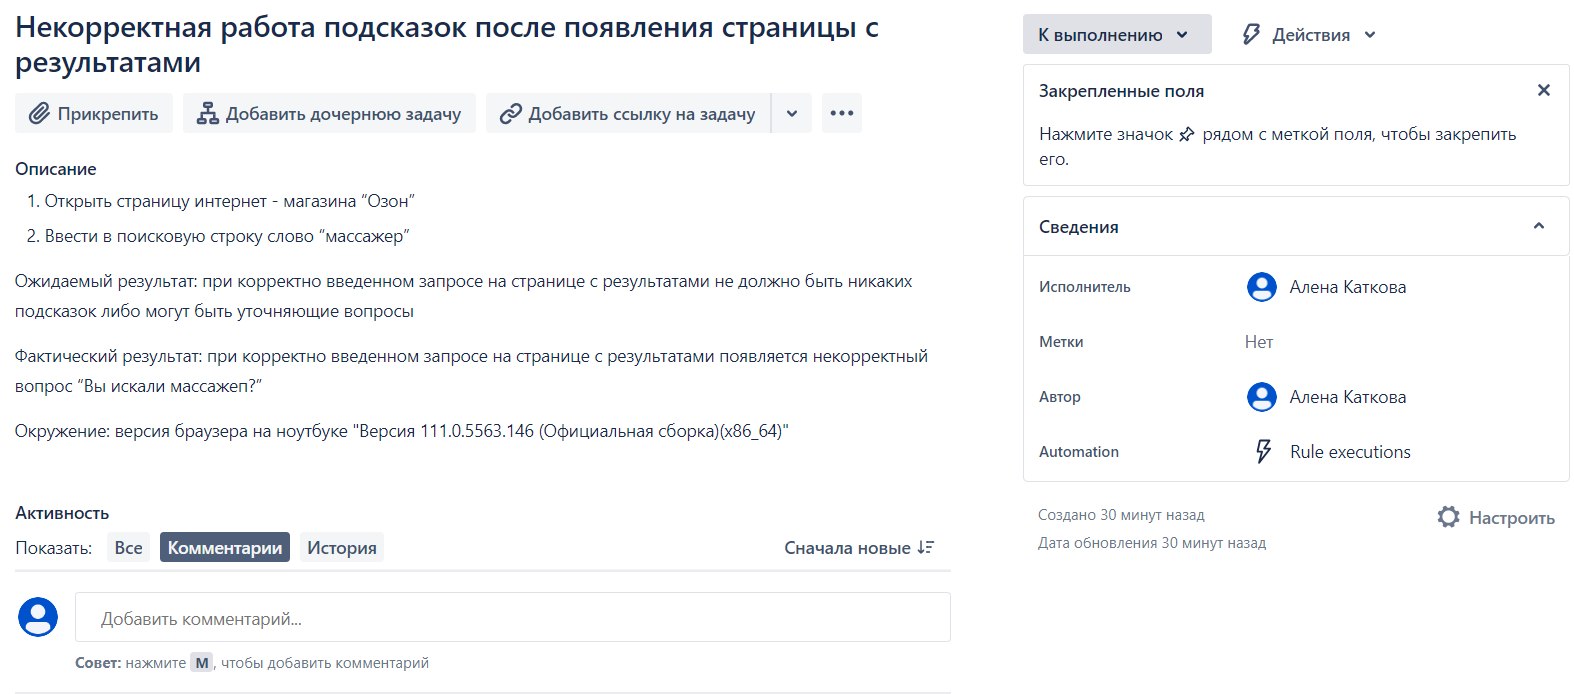 Некорректная работа подсказок после появления страницы с
результатами
Прикрепить
Добавить дочернюю задачу
Добавить ссылку на задачу
Описание
1. Открыть страницу интернет - магазина “Озон”
2. Ввести в поисковую строку слово “массажер”
Ожидаемый результат: при корректно введенном запросе на странице с результатами не должно быть никаких
подсказок либо могут быть уточняющие вопросы
Фактический результат: при корректно введенном запросе на странице с результатами появляется некорректный
вопрос “Вы искали массажеп?”
Окружение: версия браузера на ноутбуке "Версия 111.0.5563.146 (Официальная сборка)(x86_64)"
Активность
Показать: Все Комментарии История Сначала новые
Добавить комментарий...
Совет: нажмите M, чтобы добавить комментарий
К выполнению
Действия
Закрепленные поля
Нажмите значок рядом с меткой поля, чтобы закрепить
его.
Сведения
Исполнитель Алена Каткова
Метки Нет
Автор Алена Каткова
Automation Rule executions
Создано 30 минут назад
Настроить
Дата обновления 30 минут назад